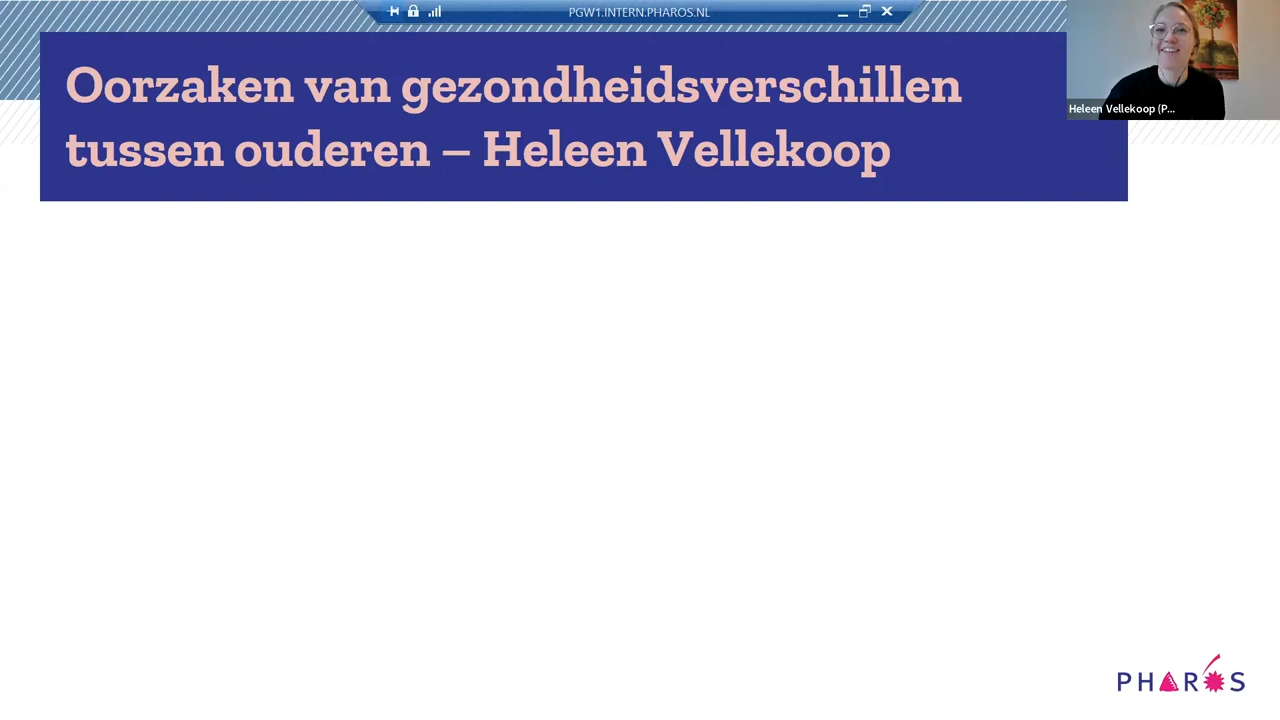 PGW1.INTERN.PHAROS.NL
Oorzaken van gezondheidsverschillen
tussen ouderen – Heleen Vellekoop
Heleen Vellekoop (P...
PHAROS